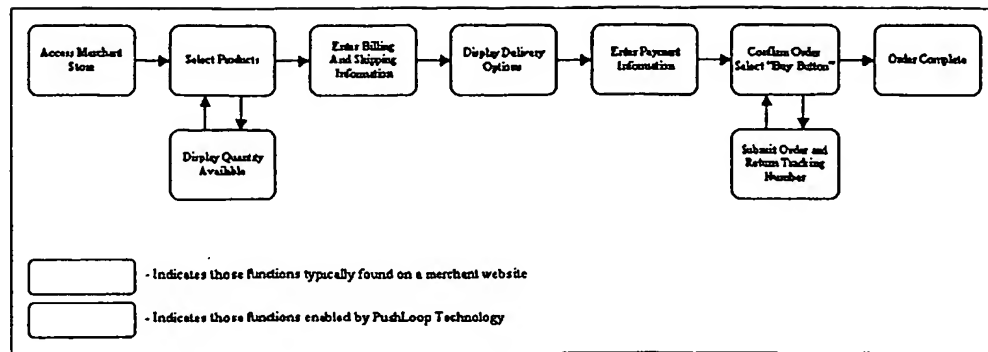 Access Merchant
Store
Select Products
Enter Billing
And Shipping
Information
Display Delivery
Options
Enter Payment
Information
Confirm Order
Select "Buy Button"
Order Complete
Display Quantity
Available
Submit Order and
Return Tracking
Number
- Indicates those functions typically found on a merchant website
- Indicates those functions enabled by PushLoop Technology